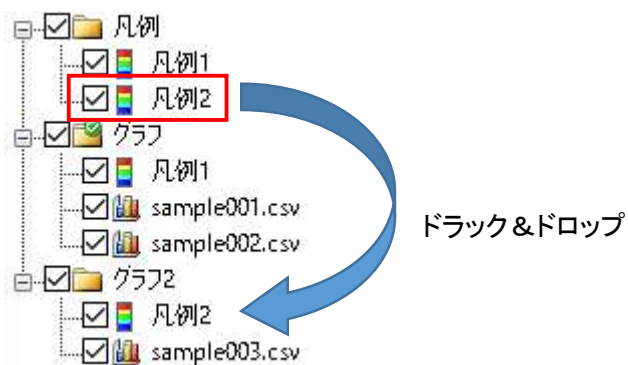 凡例
凡例1
凡例2
グラフ
凡例1
sample001.csv
sample002.csv
グラフ2
凡例2
sample003.csv
ドラック&ドロップ